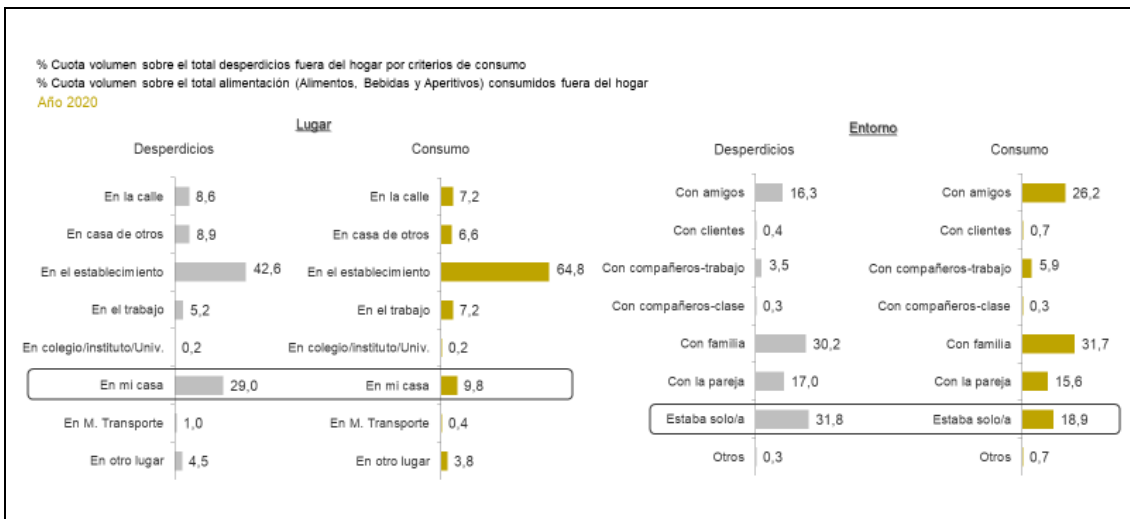 % Cuota volumen sobre el total desperdicios fuera del hogar por criterios de consumo
% Cuota volumen sobre el total alimentación (Alimentos, Bebidas y Aperitivos) consumidos fuera del hogar
Año 2020
Lugar
Desperdicios Consumo
En la calle 8,6 En la calle 7,2
En casa de otros 8,9 En casa de otros 6,6
En el establecimiento 42,6 En el establecimiento 64,8
En el trabajo 5,2 En el trabajo 7,2
En colegio/instituto/Univ. 0,2 En colegio/instituto/Univ. 0,2
En mi casa 29,0 En mi casa 9,8
En M. Transporte 1,0 En M. Transporte 0,4
En otro lugar 4,5 En otro lugar 3,8
Entorno
Desperdicios Consumo
Con amigos 16,3 Con amigos 26,2
Con clientes 0,4 Con clientes 0,7
Con compañeros-trabajo 3,5 Con compañeros-trabajo 5,9
Con compañeros-clase 0,3 Con compañeros-clase 0,3
Con familia 30,2 Con familia 31,7
Con la pareja 17,0 Con la pareja 15,6
Estaba solo/a 31,8 Estaba solo/a 18,9
Otros 0,3 Otros 0,7